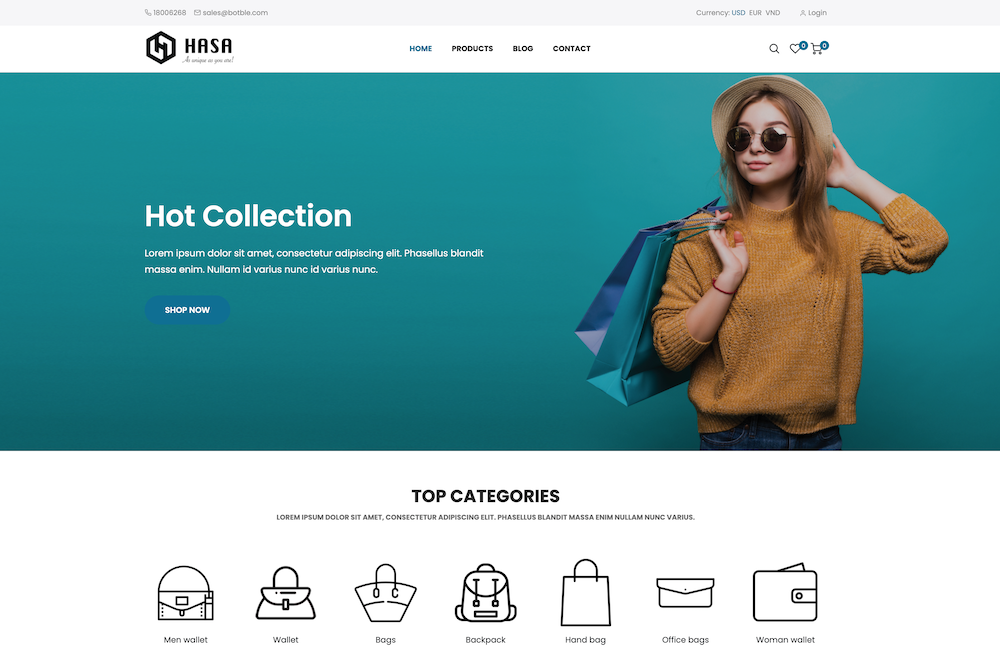 18006268 sales@botble.com Currency: USD EUR VND Login
HASA
As unique as you are!
HOME PRODUCTS BLOG CONTACT 0 0
Hot Collection
Lorem ipsum dolor sit amet, consectetur adipiscing elit. Phasellus blandit
massa enim. Nullam id varius nunc id varius nunc.
SHOP NOW
TOP CATEGORIES
LOREM IPSUM DOLOR SIT AMET, CONSECTETUR ADIPISCING ELIT. PHASELLUS BLANDIT MASSA ENIM NULLAM NUNC VARIUS.
Men wallet Wallet Bags Backpack Hand bag Office bags Woman wallet